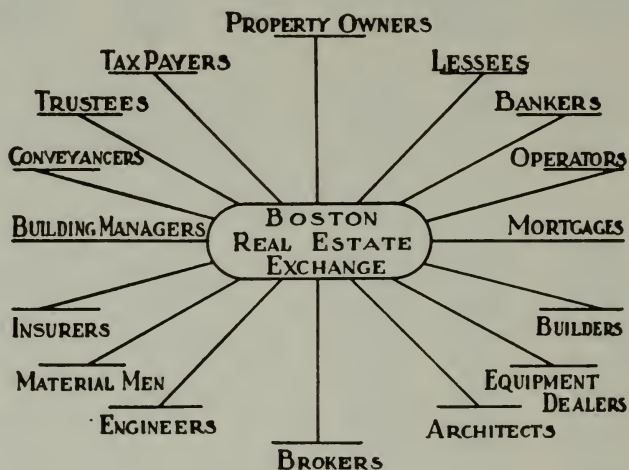 PROPERTY OWNERS
TAX PAYERS
LESSEES
TRUSTEES
BANKERS
CONVEYANCERS
OPERATORS
BUILDING MANAGERS
BOSTON
REAL ESTATE
EXCHANGE
MORTGAGES
INSURERS
BUILDERS
MATERIAL MEN
EQUIPMENT
DEALERS
ENGINEERS
ARCHITECTS
BROKERS